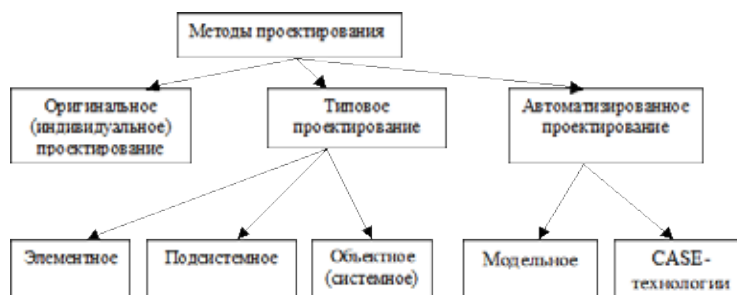 Методы проектирования
Оригинальное
(индивидуальное)
проектирование
Типовое
проектирование
Автоматизированное
проектирование
Элементное
Подсистемное
Объектное
(системное)
Модельное
CASE-
технологии